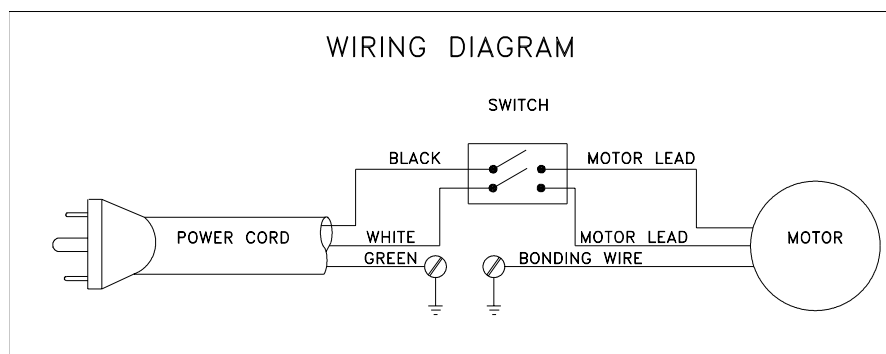 WIRING DIAGRAM
SWITCH
BLACK
MOTOR LEAD
POWER CORD
WHITE
MOTOR LEAD
MOTOR
GREEN
BONDING WIRE